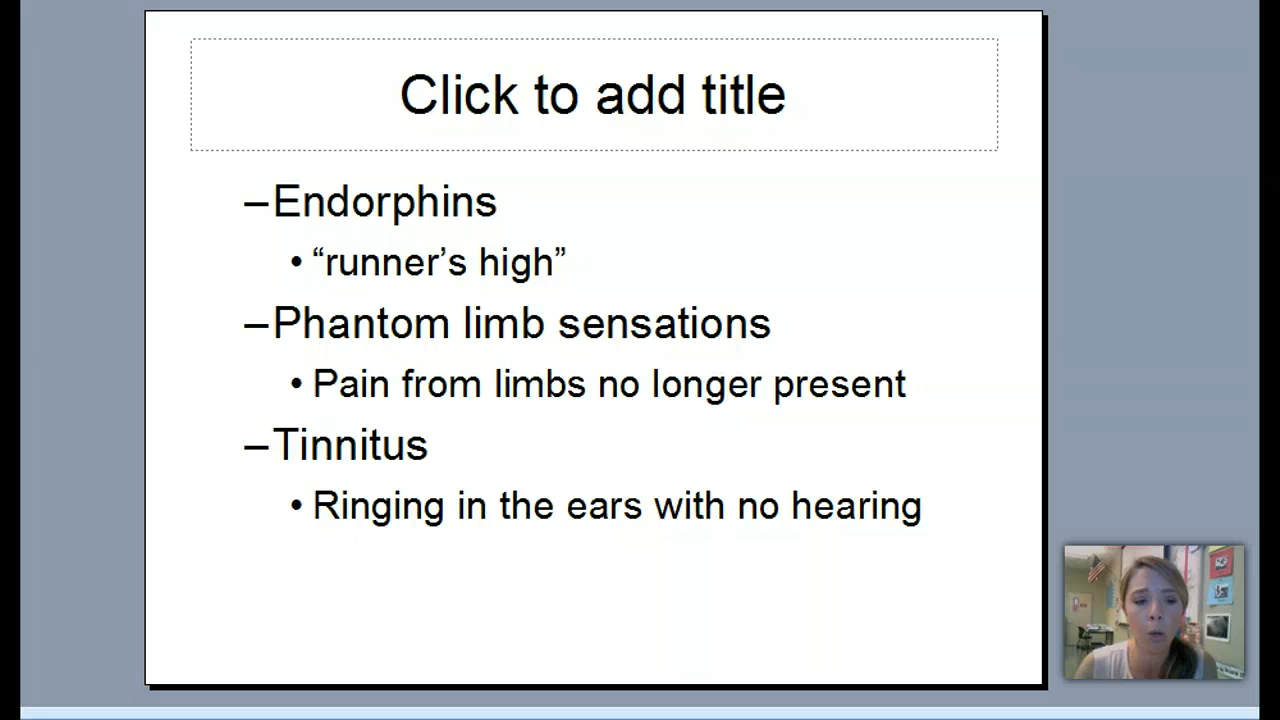 Click to add title
–Endorphins
• “runner’s high”
–Phantom limb sensations
• Pain from limbs no longer present
–Tinnitus
• Ringing in the ears with no hearing